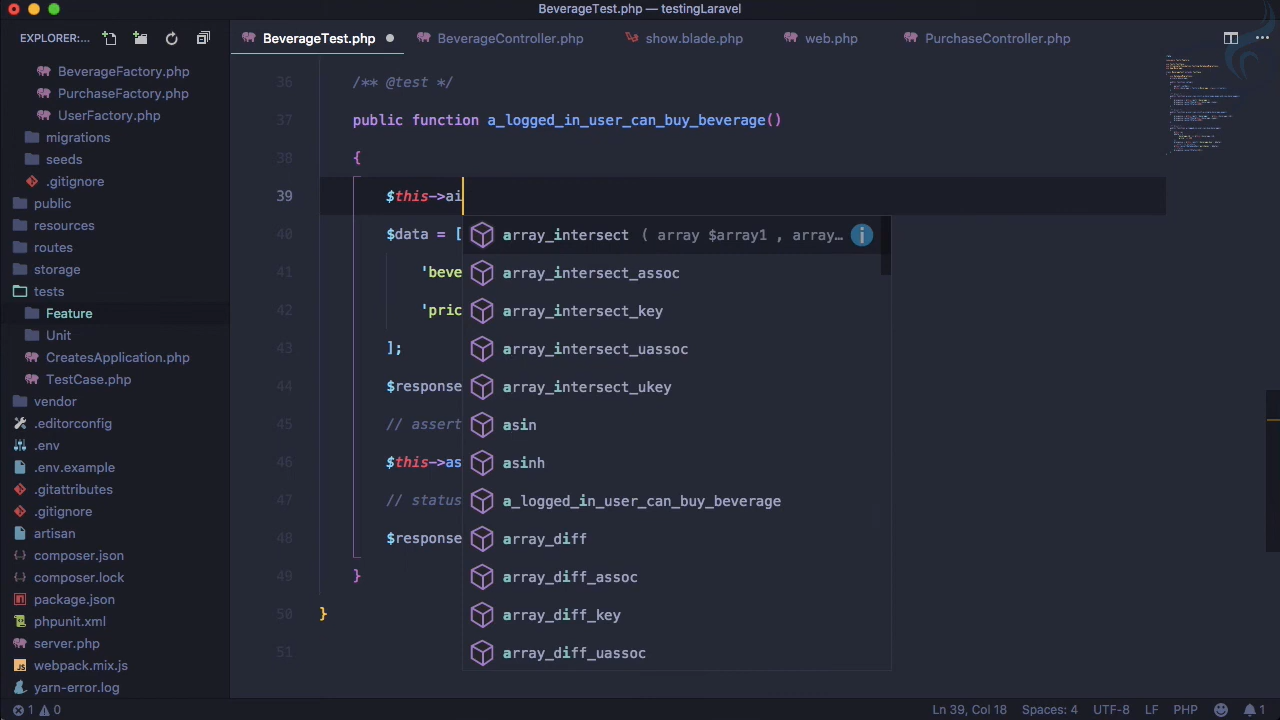 BeverageTest.php — testingLaravel
EXPLORER:...
BeverageTest.php
BeverageController.php
show.blade.php
web.php
PurchaseController.php
BeverageFactory.php
PurchaseFactory.php
UserFactory.php
migrations
seeds
.gitignore
public
resources
routes
storage
tests
Feature
Unit
CreatesApplication.php
TestCase.php
vendor
.editorconfig
.env
.env.example
.gitattributes
.gitignore
artisan
composer.json
composer.lock
package.json
phpunit.xml
server.php
webpack.mix.js
yarn-error.log
36 /** @test */
37 public function a_logged_in_user_can_buy_beverage()
38 {
39 $this->ai
40 $data = [
41 'beve
42 'pric
43 ];
44 $response
45 // assert
46 $this->as
47 // status
48 $response
49 }
50 }
51
array_intersect ( array $array1 , array…
array_intersect_assoc
array_intersect_key
array_intersect_uassoc
array_intersect_ukey
asin
asinh
a_logged_in_user_can_buy_beverage
array_diff
array_diff_assoc
array_diff_key
array_diff_uassoc
1 0
Ln 39, Col 18 Spaces: 4 UTF-8 LF PHP 1